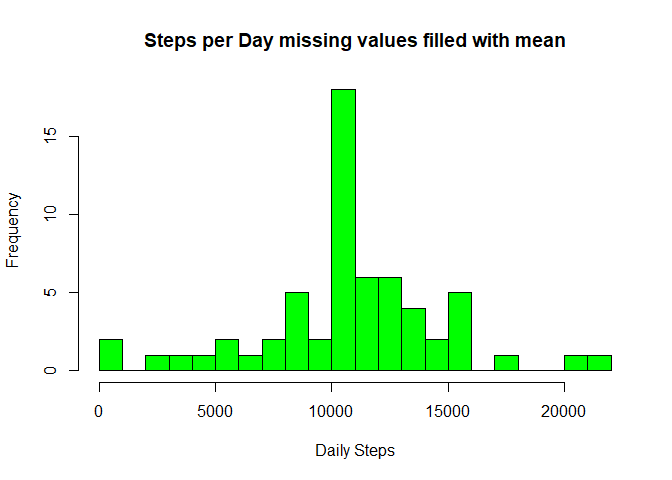 Steps per Day missing values filled with mean
Frequency
15
10
5
0
0 5000 10000 15000 20000
Daily Steps